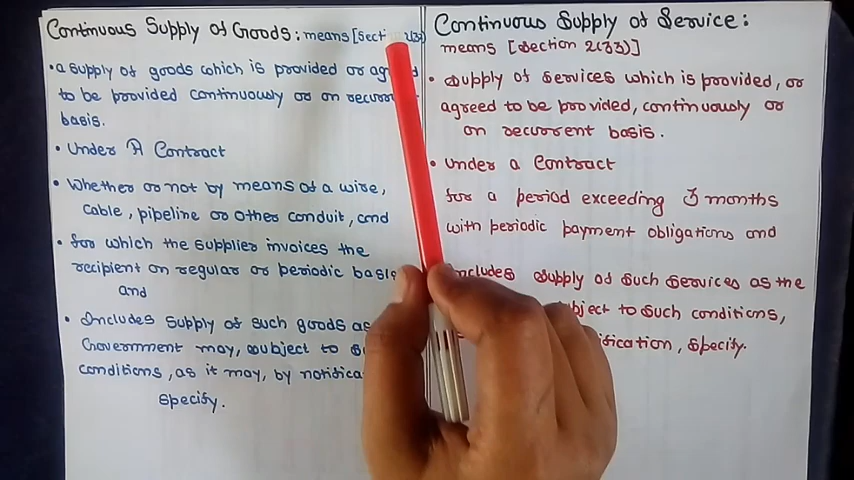 Continuous Supply of Goods: means [Sect 2(32)
• a supply of goods which is provided or agreed
to be provided continuously or on recurrent
basis.
• Under A Contract
• Whether or not by means of a wire,
cable, pipeline or other conduit, and
• for which the supplier invoices the
recipient on regular or periodic basis
and
• Includes supply of such goods as
Government may, subject to
conditions, as it may, by notifica
specify.
Continuous Supply of Service:
means [Section 2(33)]
• Supply of services which is provided, or
agreed to be provided, continuously or
on recurrent basis.
• Under a Contract
for a period exceeding 3 months
with periodic payment obligations and
Includes supply of such services as the
subject to such conditions,
ification, specify.